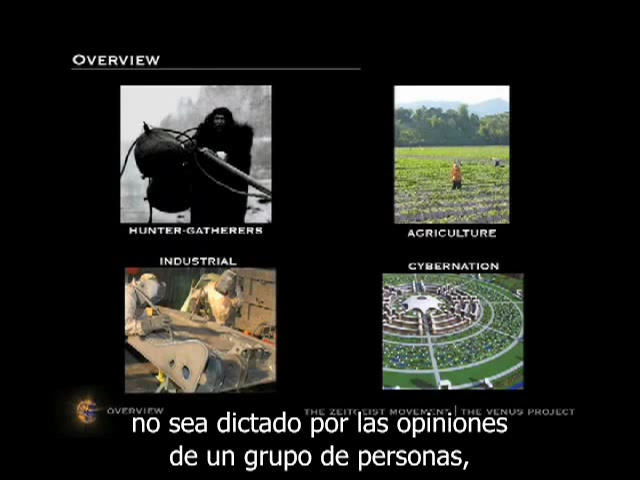 OVERVIEW
HUNTER-GATHERERS
AGRICULTURE
INDUSTRIAL
CYBERNATION
OVERVIEW
THE ZEITGEIST MOVEMENT | THE VENUS PROJECT
no sea dictado por las opiniones
de un grupo de personas,